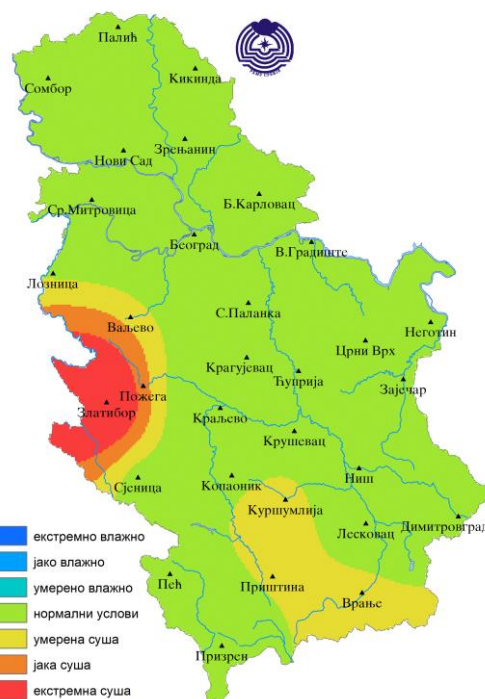 Палић
Кикинда
Сомбор
Зрењанин
Нови Сад
Ср.Митровица
Б.Карловац
Београд
В.Градиште
Лозница
С.Паланка
Ваљево
Неготин
Црни Врх
Крагујевац
Ћуприја
Зајечар
Пожега
Златибор
Краљево
Крушевац
Сјеница
Копаоник
Ниш
Куршумлија
Лесковац
Димитровград
Пећ
Приштина
Врање
Призрен
екстремно влажно
јако влажно
умерено влажно
нормални услови
умерена суша
јака суша
екстремна суша